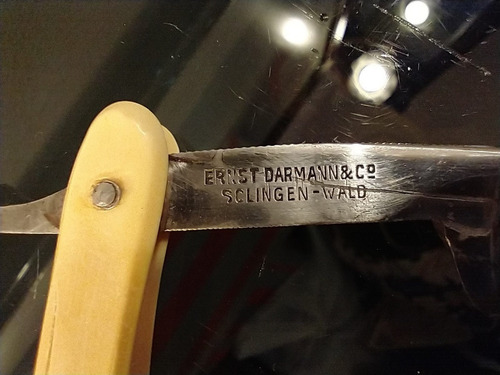 ERNST DARMANN & Cº
SOLINGEN-WALD